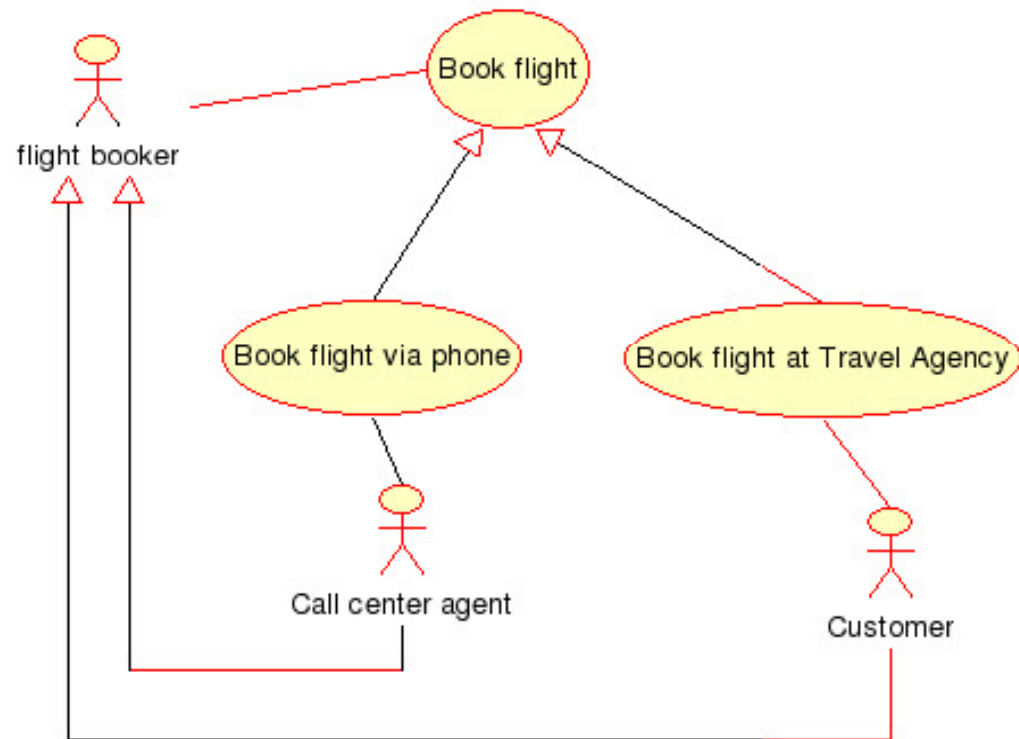 Book flight
flight booker
Book flight via phone
Book flight at Travel Agency
Call center agent
Customer